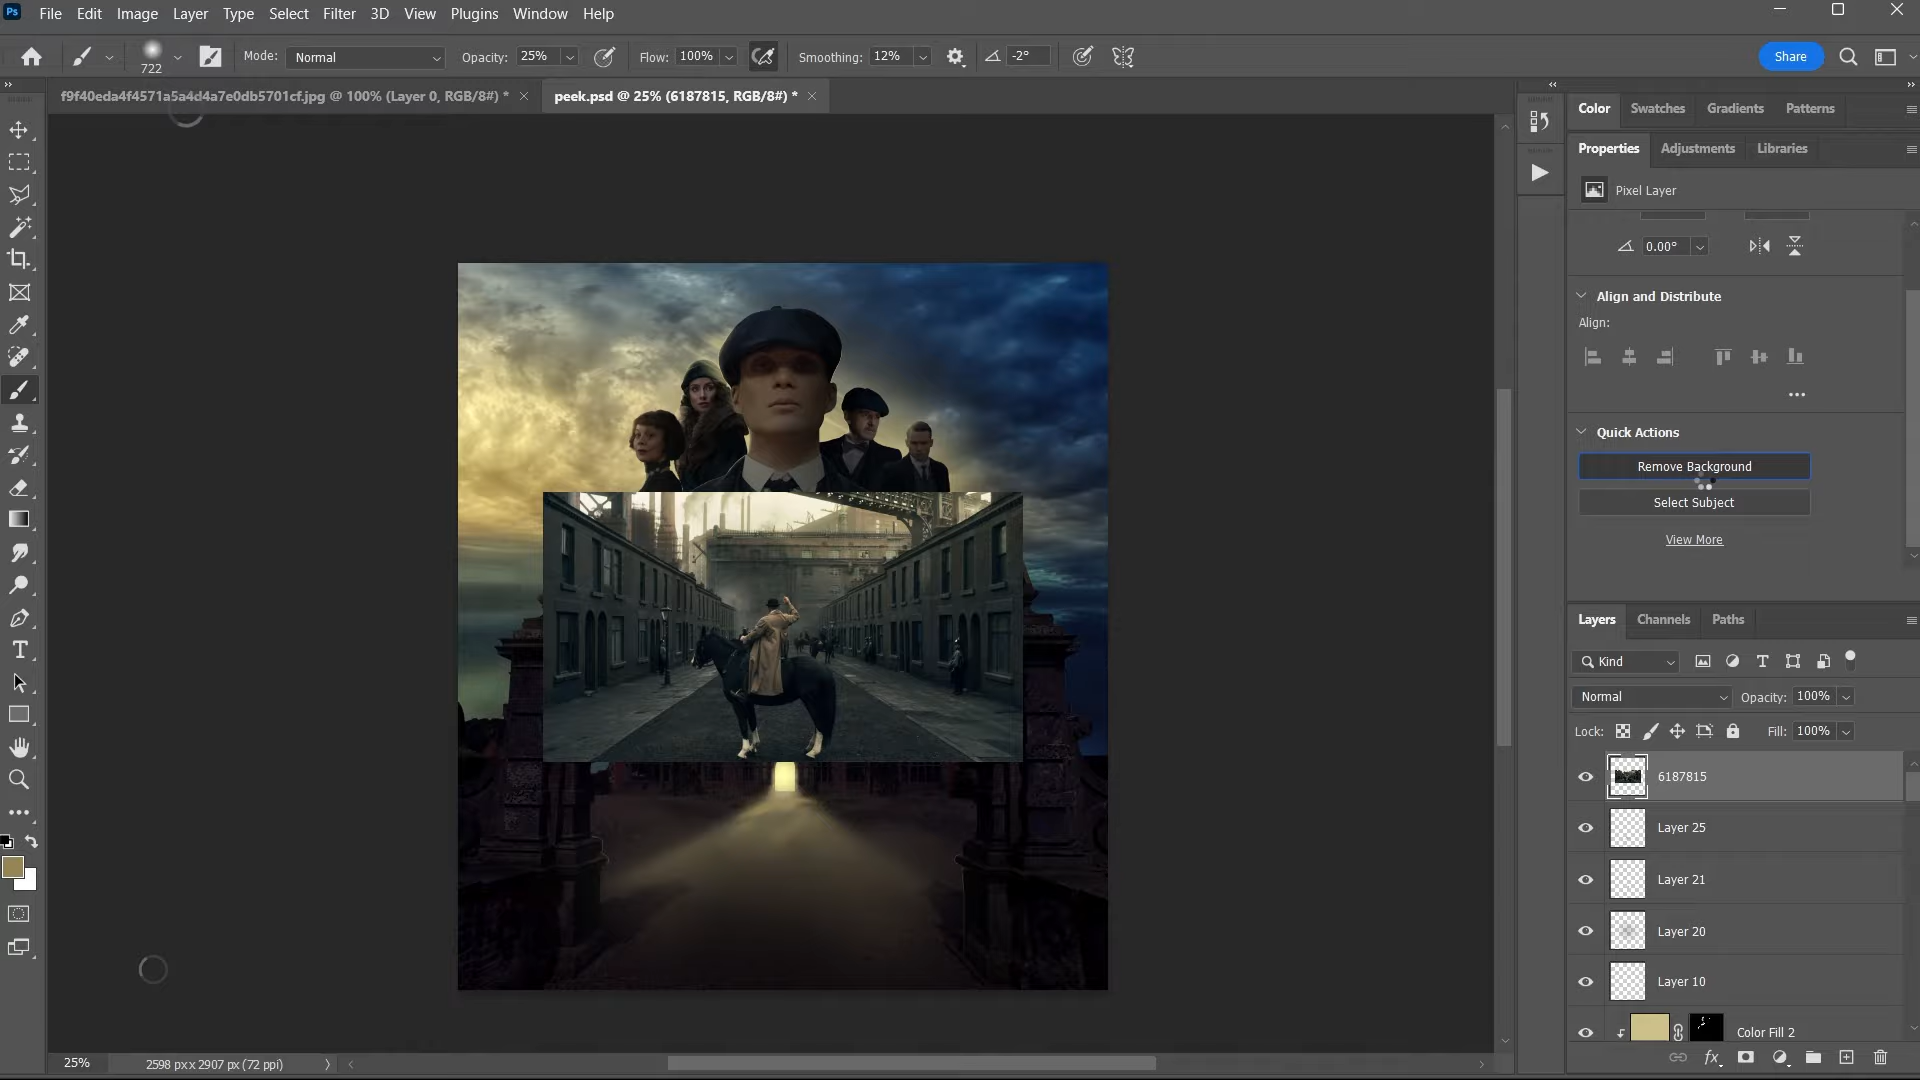 Ps File Edit Image Layer Type Select Filter 3D View Plugins Window Help
722 Mode: Normal Opacity: 25% Flow: 100% Smoothing: 12% -2° Share
f9f40eda4f4571a5a4d4a7e0db5701cf.jpg @ 100% (Layer 0, RGB/8#) * peek.psd @ 25% (6187815, RGB/8#) *
Color Swatches Gradients Patterns
Properties Adjustments Libraries
Pixel Layer
0.00°
Align and Distribute
Align:
Quick Actions
Remove Background
Select Subject
View More
Layers Channels Paths
Kind
Normal Opacity: 100%
Lock: Fill: 100%
6187815
Layer 25
Layer 21
Layer 20
Layer 10
Color Fill 2
fx
25% 2598 px x 2907 px (72 ppi)